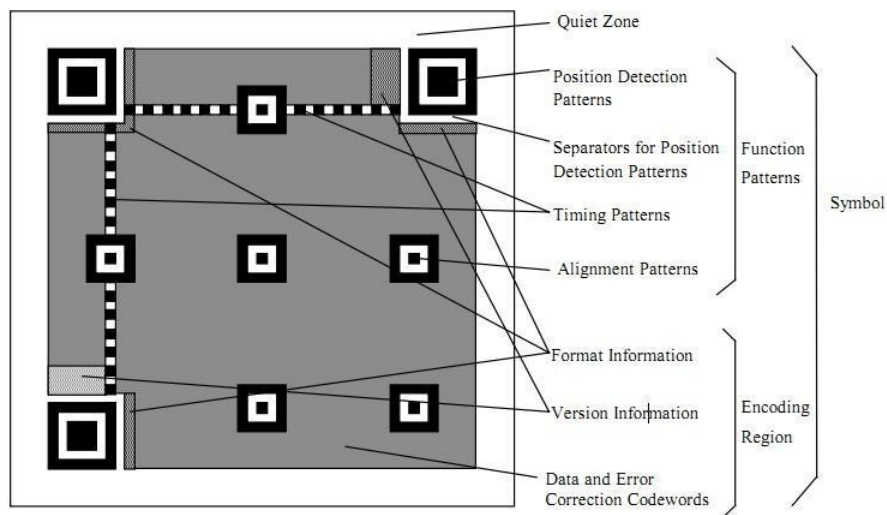 Quiet Zone
Position Detection
Patterns
Separators for Position
Detection Patterns
Timing Patterns
Alignment Patterns
Format Information
Version Information
Data and Error
Correction Codewords
Function
Patterns
Encoding
Region
Symbol